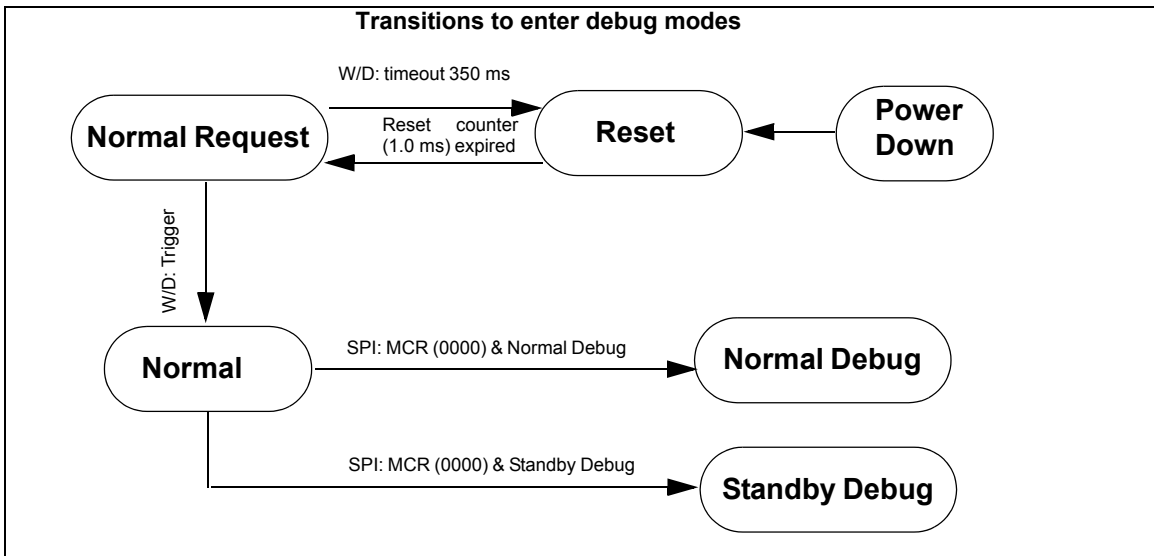 Transitions to enter debug modes
W/D: timeout 350 ms
Normal Request
Reset counter
(1.0 ms) expired
Reset
Power
Down
W/D: Trigger
Normal
SPI: MCR (0000) & Normal Debug
Normal Debug
SPI: MCR (0000) & Standby Debug
Standby Debug